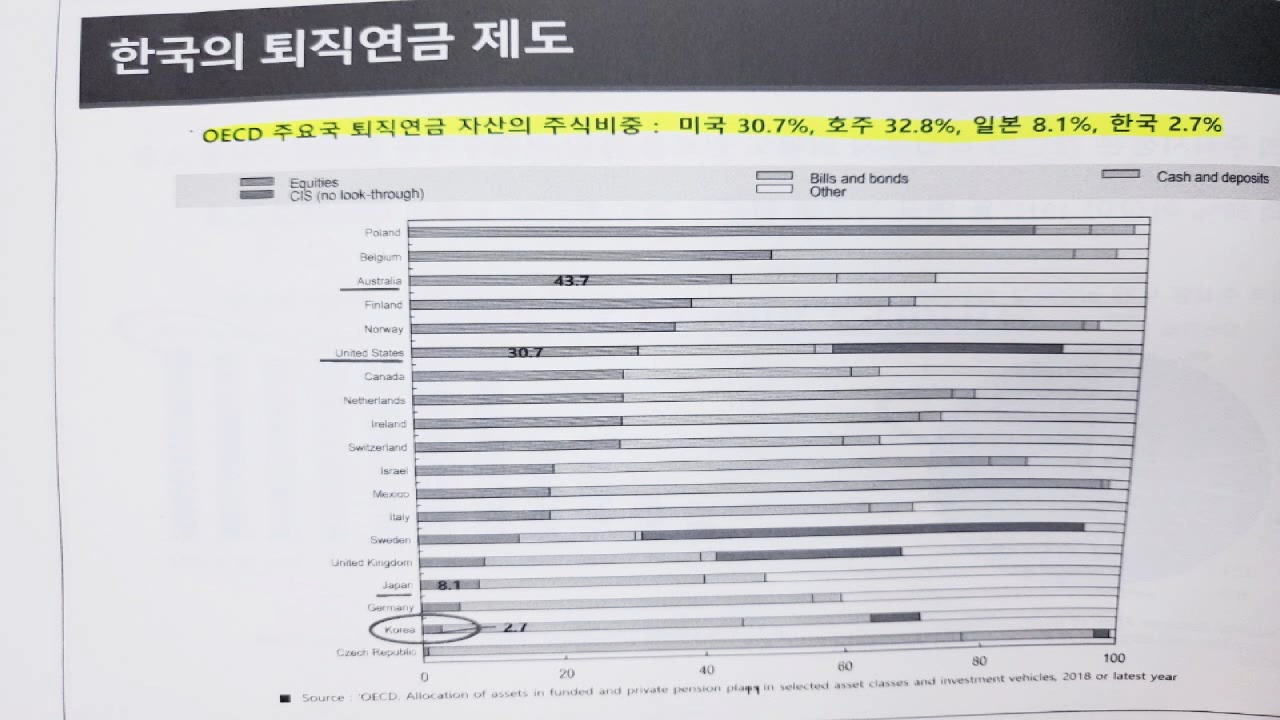 한국의 퇴직연금 제도
OECD 주요국 퇴직연금 자산의 주식비중 : 미국 30.7%, 호주 32.8%, 일본 8.1%, 한국 2.7%
Equities
CIS (no look-through)
Bills and bonds
Other
Cash and deposits
Poland
Belgium
Australia 43.7
Finland
Norway
United States 30.7
Canada
Netherlands
Ireland
Switzerland
Israel
Mexico
Italy
Sweden
United Kingdom
Japan 8.1
Germany
Korea 2.7
Czech Republic
0 20 40 60 80 100
Source : 'OECD, Allocation of assets in funded and private pension plans in selected asset classes and investment vehicles, 2018 or latest year